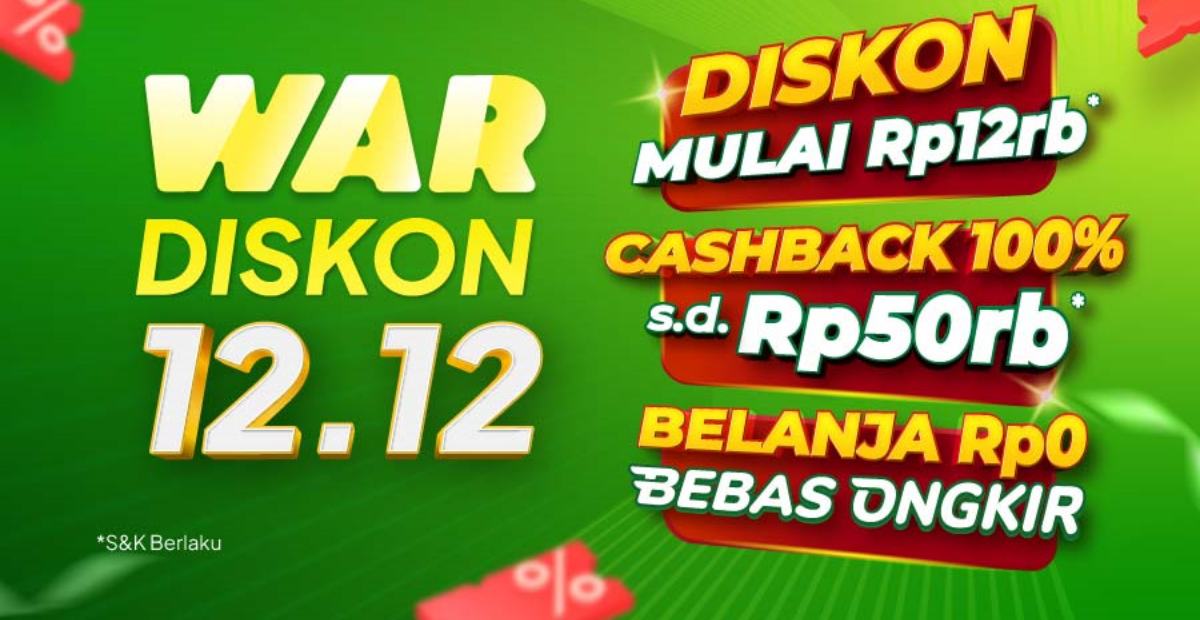 WAR
DISKON
12.12
*S&K Berlaku
DISKON
MULAI Rp12rb*
CASHBACK 100%
s.d. Rp50rb*
BELANJA Rp0
BEBAS ONGKIR
%
%